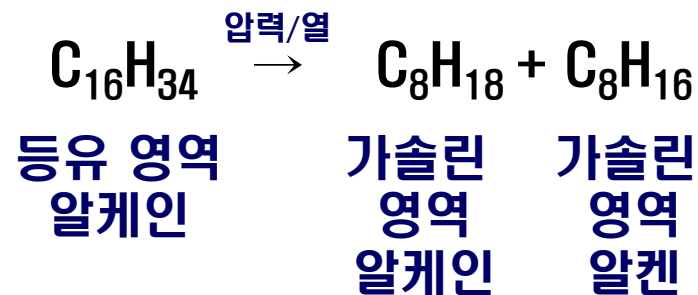 압력/열
C₁₆H₃₄ → C₈H₁₈ + C₈H₁₆
등유 영역 가솔린 가솔린
알케인 영역 영역
알케인 알켄